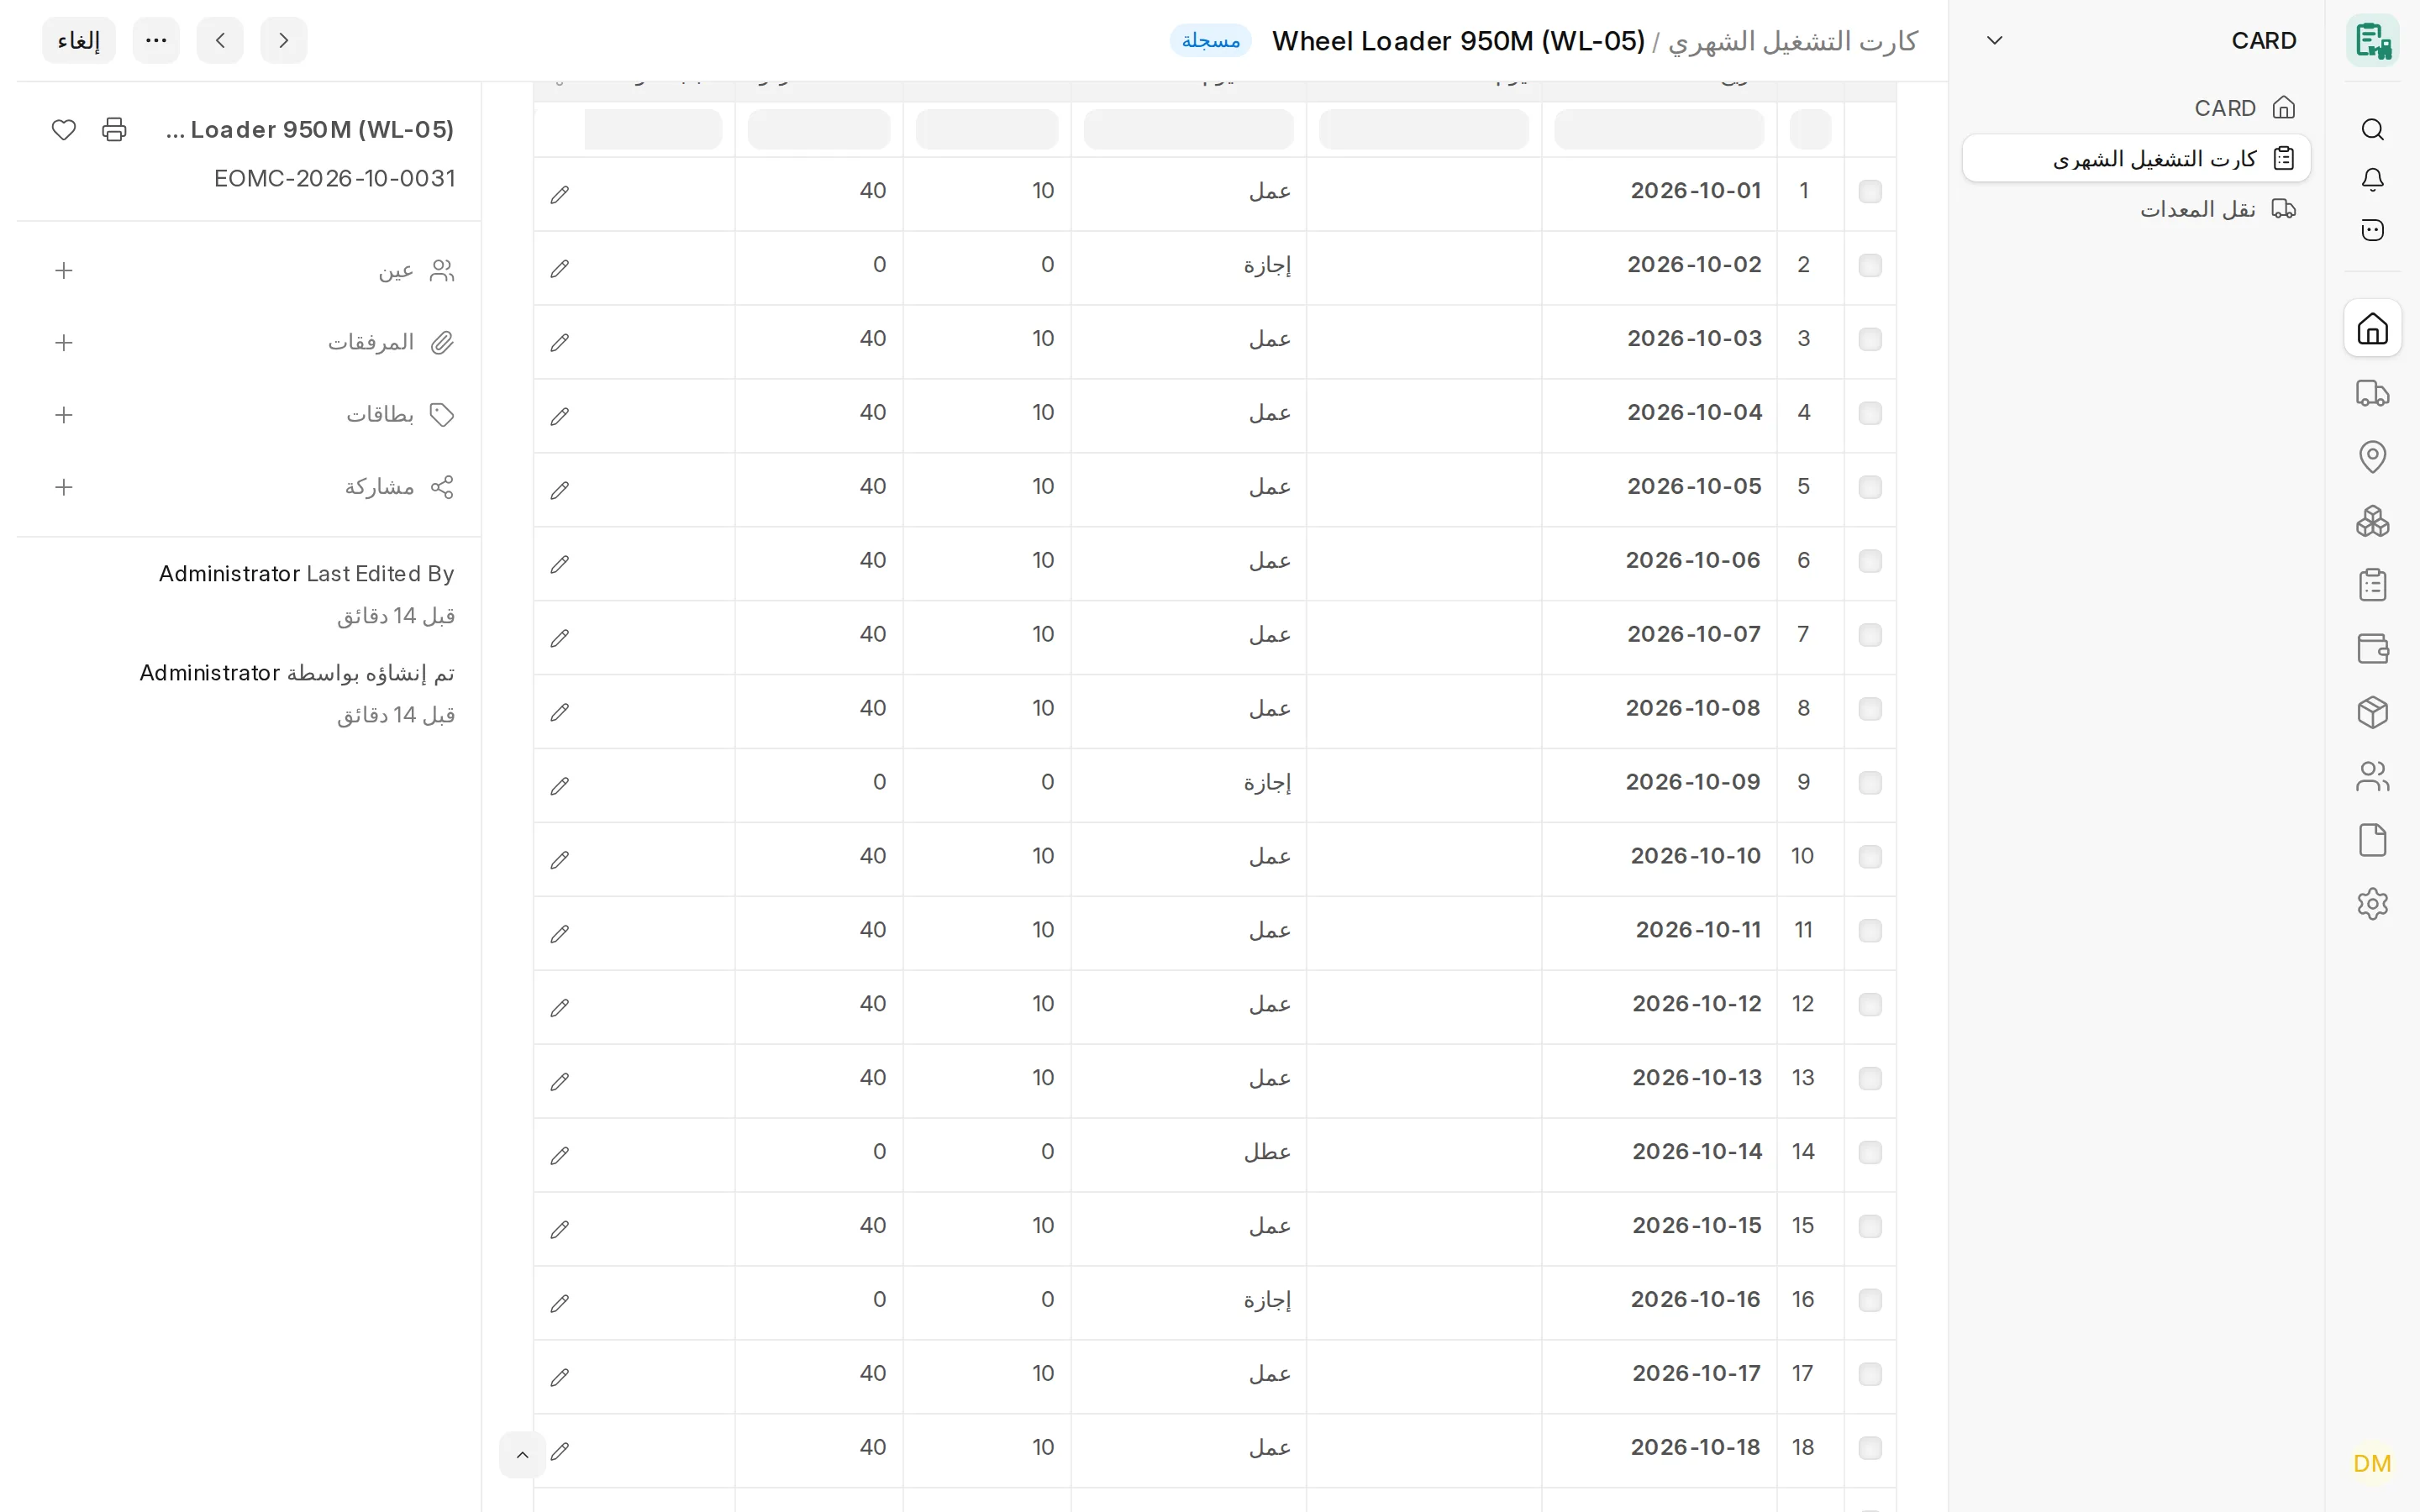 CARD
CARD
كارت التشغيل الشهري
نقل المعدات
كارت التشغيل الشهري / Wheel Loader 950M (WL-05)
مسجلة
إلغاء
1 2026-10-01 عمل 10 40
2 2026-10-02 إجازة 0 0
3 2026-10-03 عمل 10 40
4 2026-10-04 عمل 10 40
5 2026-10-05 عمل 10 40
6 2026-10-06 عمل 10 40
7 2026-10-07 عمل 10 40
8 2026-10-08 عمل 10 40
9 2026-10-09 إجازة 0 0
10 2026-10-10 عمل 10 40
11 2026-10-11 عمل 10 40
12 2026-10-12 عمل 10 40
13 2026-10-13 عمل 10 40
14 2026-10-14 عطل 0 0
15 2026-10-15 عمل 10 40
16 2026-10-16 إجازة 0 0
17 2026-10-17 عمل 10 40
18 2026-10-18 عمل 10 40
... Loader 950M (WL-05)
EOMC-2026-10-0031
عين
المرفقات
بطاقات
مشاركة
Administrator Last Edited By
قبل 14 دقائق
تم إنشاؤه بواسطة Administrator
قبل 14 دقائق
DM